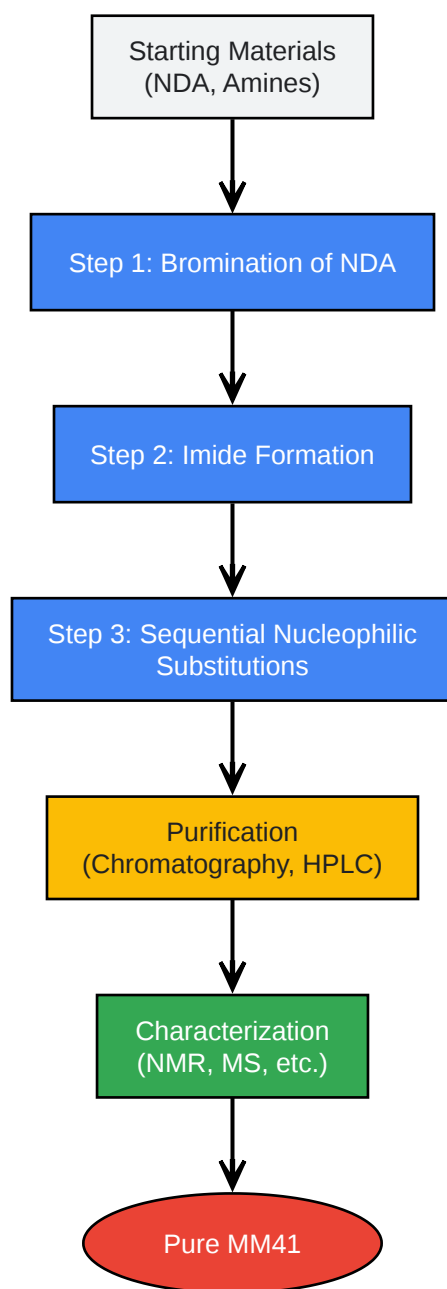 Starting Materials
(NDA, Amines)
Step 1: Bromination of NDA
Step 2: Imide Formation
Step 3: Sequential Nucleophilic
Substitutions
Purification
(Chromatography, HPLC)
Characterization
(NMR, MS, etc.)
Pure MM41